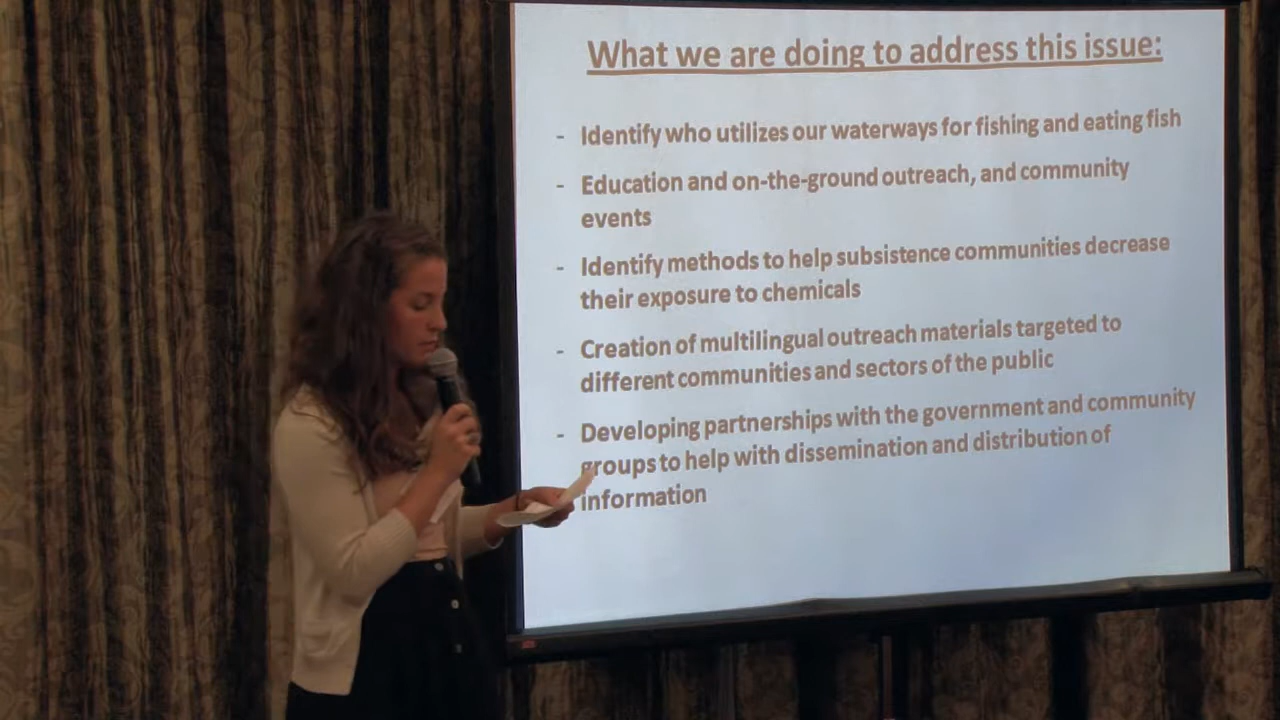 What we are doing to address this issue:
- Identify who utilizes our waterways for fishing and eating fish
- Education and on-the-ground outreach, and community
events
- Identify methods to help subsistence communities decrease
their exposure to chemicals
- Creation of multilingual outreach materials targeted to
different communities and sectors of the public
- Developing partnerships with the government and community
groups to help with dissemination and distribution of
information